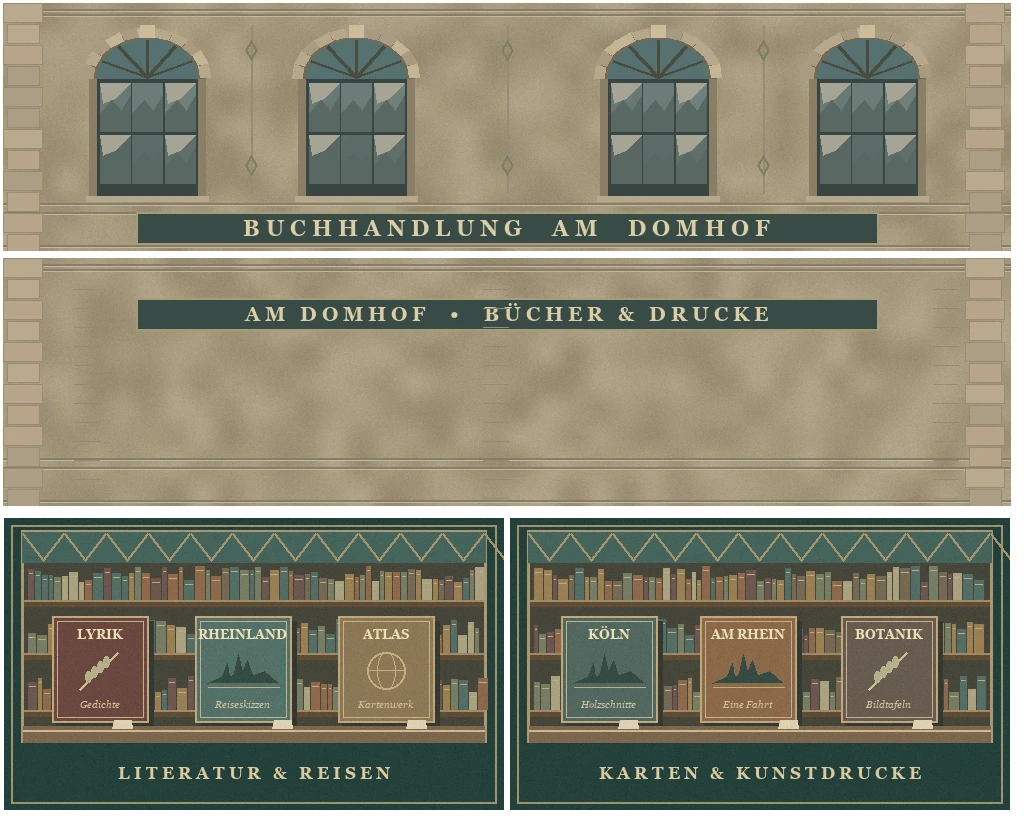 BUCHHANDLUNG AM DOMHOF
AM DOMHOF • BÜCHER & DRUCKE
LYRIK
Gedichte
RHEINLAND
Reiseskizzen
ATLAS
Kartenwerk
LITERATUR & REISEN
KÖLN
Holzschnitte
AM RHEIN
Eine Fahrt
BOTANIK
Bildtafeln
KARTEN & KUNSTDRUCKE